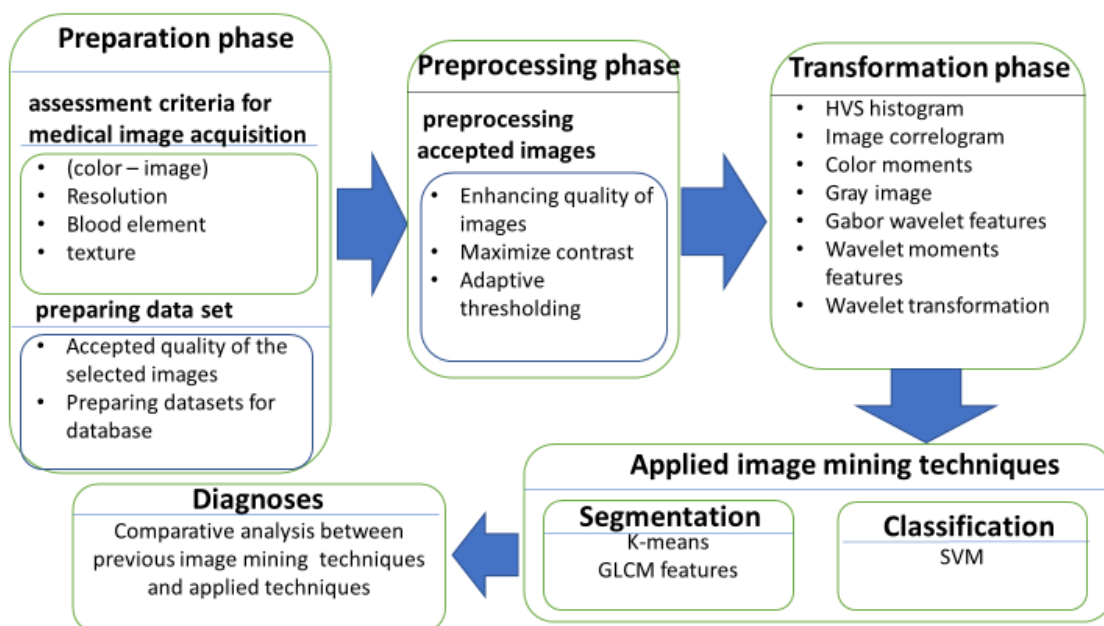 Preparation phase
assessment criteria for
medical image acquisition
• (color – image)
• Resolution
• Blood element
• texture
preparing data set
• Accepted quality of the
selected images
• Preparing datasets for
database
Preprocessing phase
preprocessing
accepted images
• Enhancing quality of
images
• Maximize contrast
• Adaptive
thresholding
Transformation phase
• HVS histogram
• Image correlogram
• Color moments
• Gray image
• Gabor wavelet features
• Wavelet moments
features
• Wavelet transformation
Applied image mining techniques
Segmentation
K-means
GLCM features
Classification
SVM
Diagnoses
Comparative analysis between
previous image mining techniques
and applied techniques